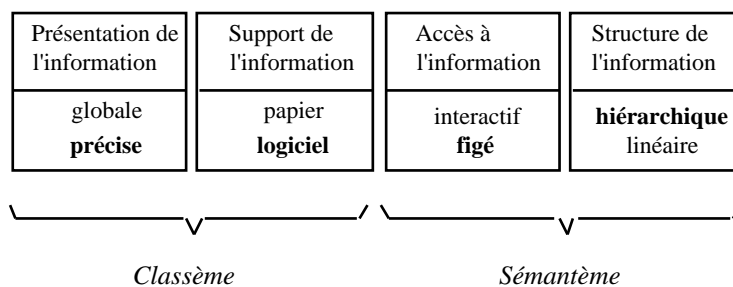 Présentation de
l'information
globale
précise
Support de
l'information
papier
logiciel
Accès à
l'information
interactif
figé
Structure de
l'information
hiérarchique
linéaire
Classème
Sémantème